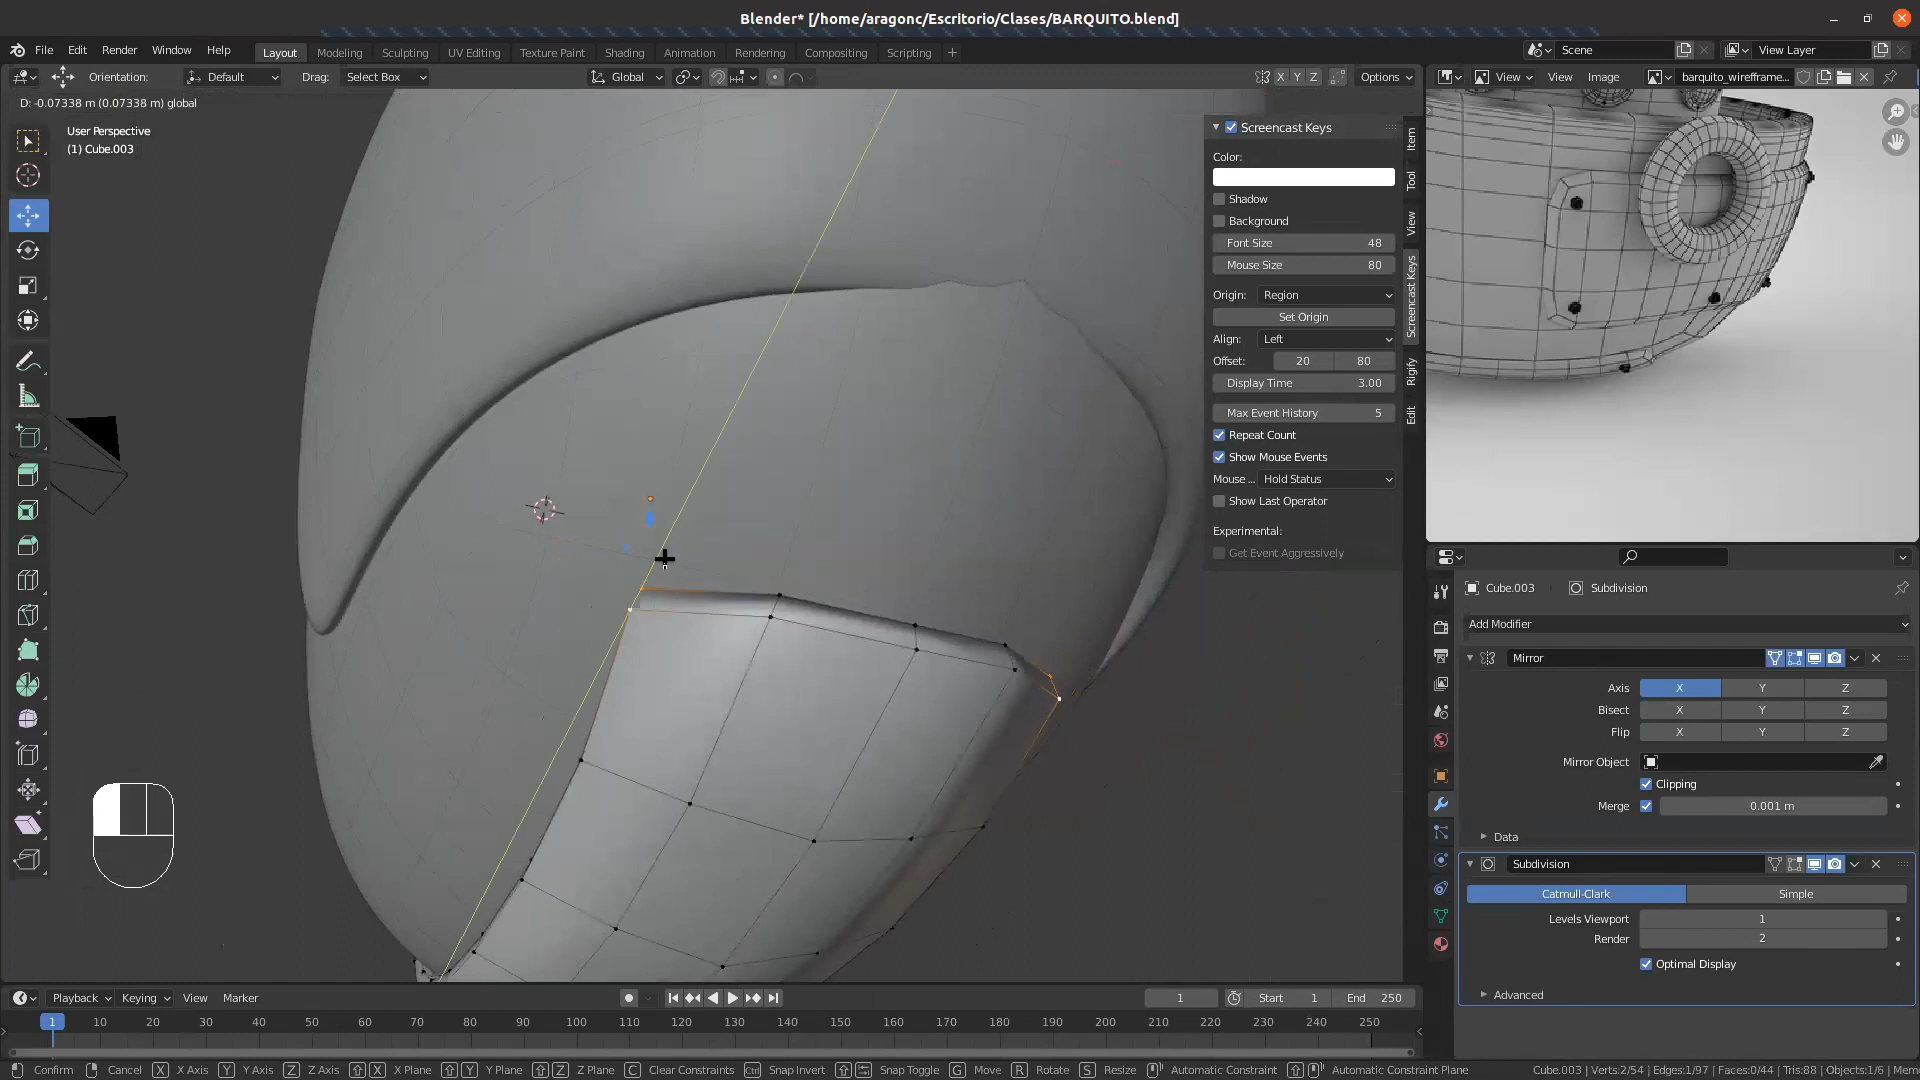 Blender* [/home/aragonc/Escritorio/Clases/BARQUITO.blend]
File Edit Render Window Help
Layout Modeling Sculpting UV Editing Texture Paint Shading Animation Rendering Compositing Scripting +
Scene
View Layer
Orientation: Default Drag: Select Box
Global
X Y Z Options
View View Image barquito_wireframe...
D: -0.07338 m (0.07338 m) global
User Perspective
(1) Cube.003
Screencast Keys
Color:
Shadow
Background
Font Size 48
Mouse Size 80
Origin: Region
Set Origin
Align: Left
Offset: 20 80
Display Time 3.00
Max Event History 5
Repeat Count
Show Mouse Events
Mouse ... Hold Status
Show Last Operator
Experimental:
Get Event Aggressively
Item
Tool
View
Screencast Keys
Rigify
Edit
Cube.003 Subdivision
Add Modifier
Mirror
Axis X Y Z
Bisect X Y Z
Flip X Y Z
Mirror Object
Clipping
Merge 0.001 m
Data
Subdivision
Catmull-Clark Simple
Levels Viewport 1
Render 2
Optimal Display
Advanced
Playback Keying View Marker
1 Start 1 End 250
1 10 20 30 40 50 60 70 80 90 100 110 120 130 140 150 160 170 180 190 200 210 220 230 240 250
Confirm Cancel X X Axis Y Y Axis Z Z Axis X X Plane Y Y Plane Z Z Plane C Clear Constraints Ctrl Snap Invert Snap Toggle G Move R Rotate S Resize Automatic Constraint Automatic Constraint Plane
Cube.003 | Verts:2/54 | Edges:1/97 | Faces:0/44 | Tris:88 | Objects:1/6 | Mem